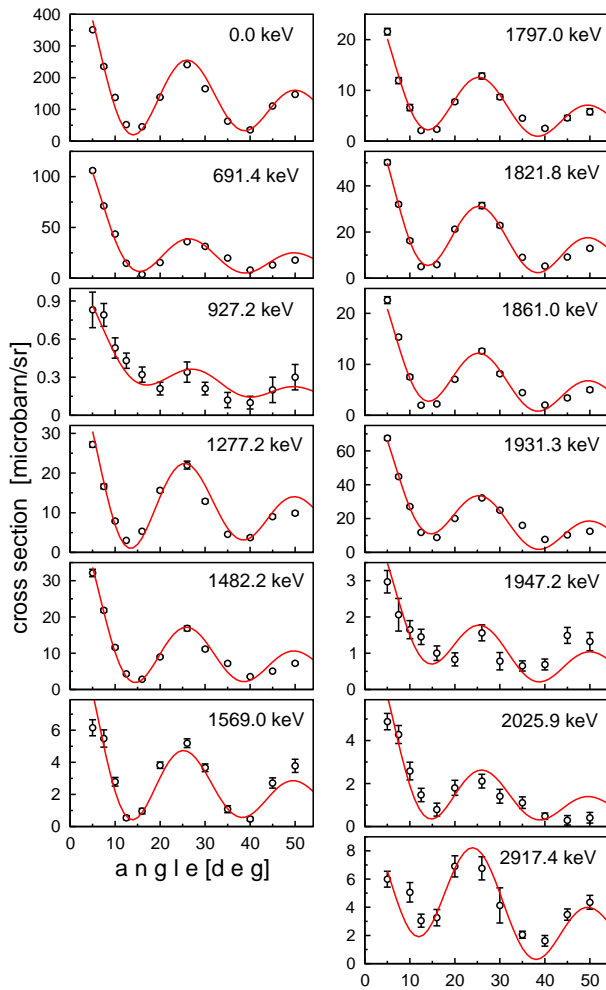 400
300
200
100
0
0.0 keV
100
50
0
691.4 keV
0.9
0.6
0.3
0
927.2 keV
30
20
10
0
1277.2 keV
30
20
10
0
1482.2 keV
6
4
2
0
1569.0 keV
0 10 20 30 40 50
a n g l e [d e g]
cross section [microbarn/sr]
20
10
0
1797.0 keV
40
20
0
1821.8 keV
20
10
0
1861.0 keV
60
40
20
0
1931.3 keV
3
2
1
0
1947.2 keV
4
2
0
2025.9 keV
8
6
4
2
0
2917.4 keV
0 10 20 30 40 50